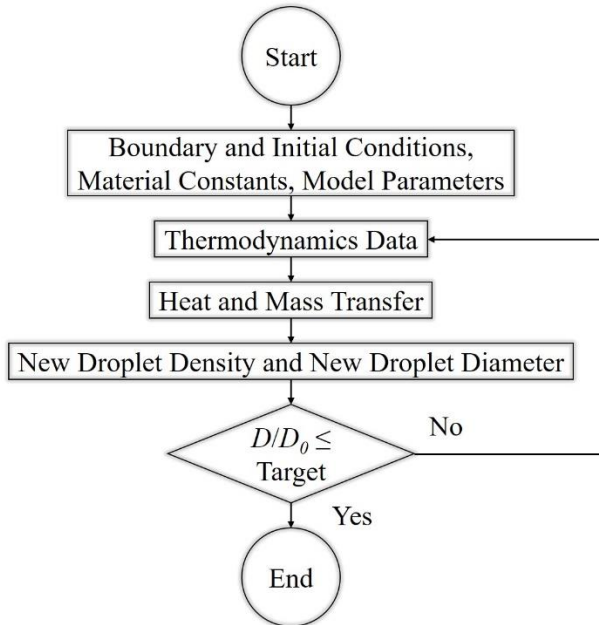 Start
Boundary and Initial Conditions,
Material Constants, Model Parameters
Thermodynamics Data
Heat and Mass Transfer
New Droplet Density and New Droplet Diameter
D/D₀ ≤
Target
No
Yes
End